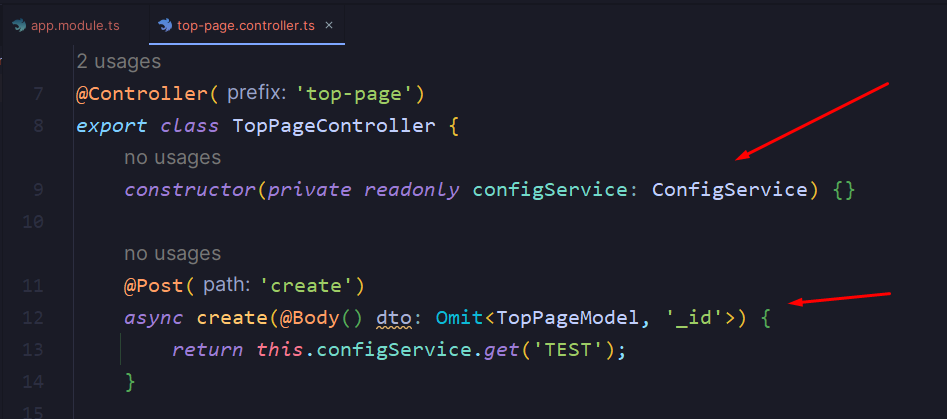 app.module.ts
top-page.controller.ts ×
2 usages
7 @Controller( prefix: 'top-page')
8 export class TopPageController {
no usages
9 constructor(private readonly configService: ConfigService) {}
10
no usages
11 @Post( path: 'create')
12 async create(@Body() dto: Omit<TopPageModel, '_id'>) {
13 return this.configService.get('TEST');
14 }
15